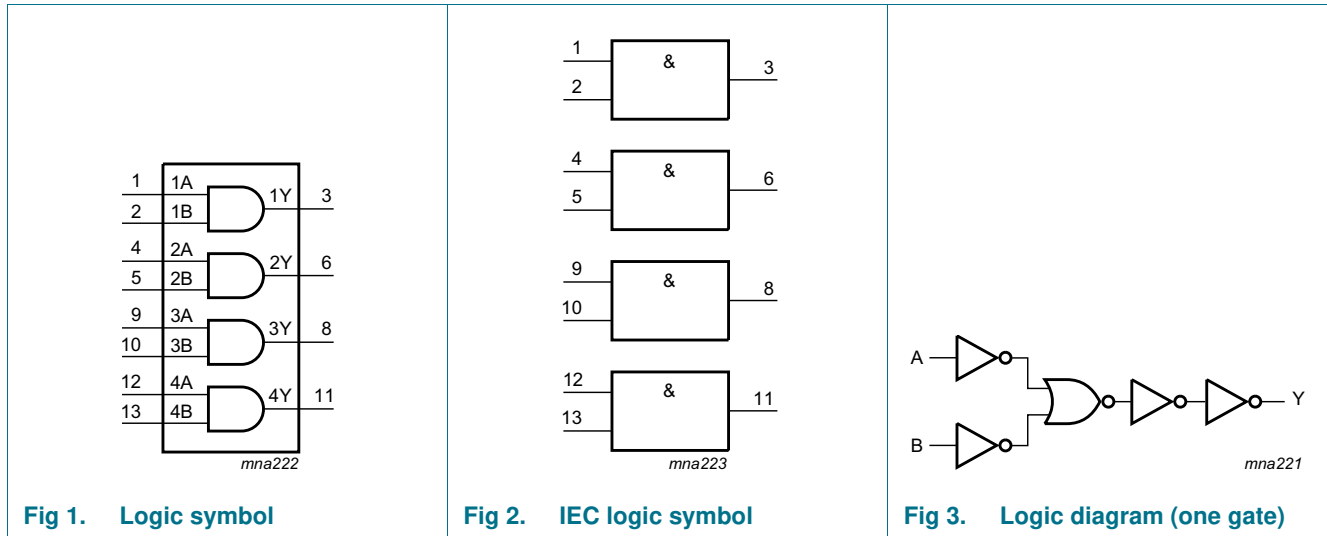 1 1A 1Y 3
2 1B
4 2A 2Y 6
5 2B
9 3A 3Y 8
10 3B
12 4A 4Y 11
13 4B
mna222
Fig 1. Logic symbol
1 & 3
2
4 & 6
5
9 & 8
10
12 & 11
13
mna223
Fig 2. IEC logic symbol
A
Y
B
mna221
Fig 3. Logic diagram (one gate)